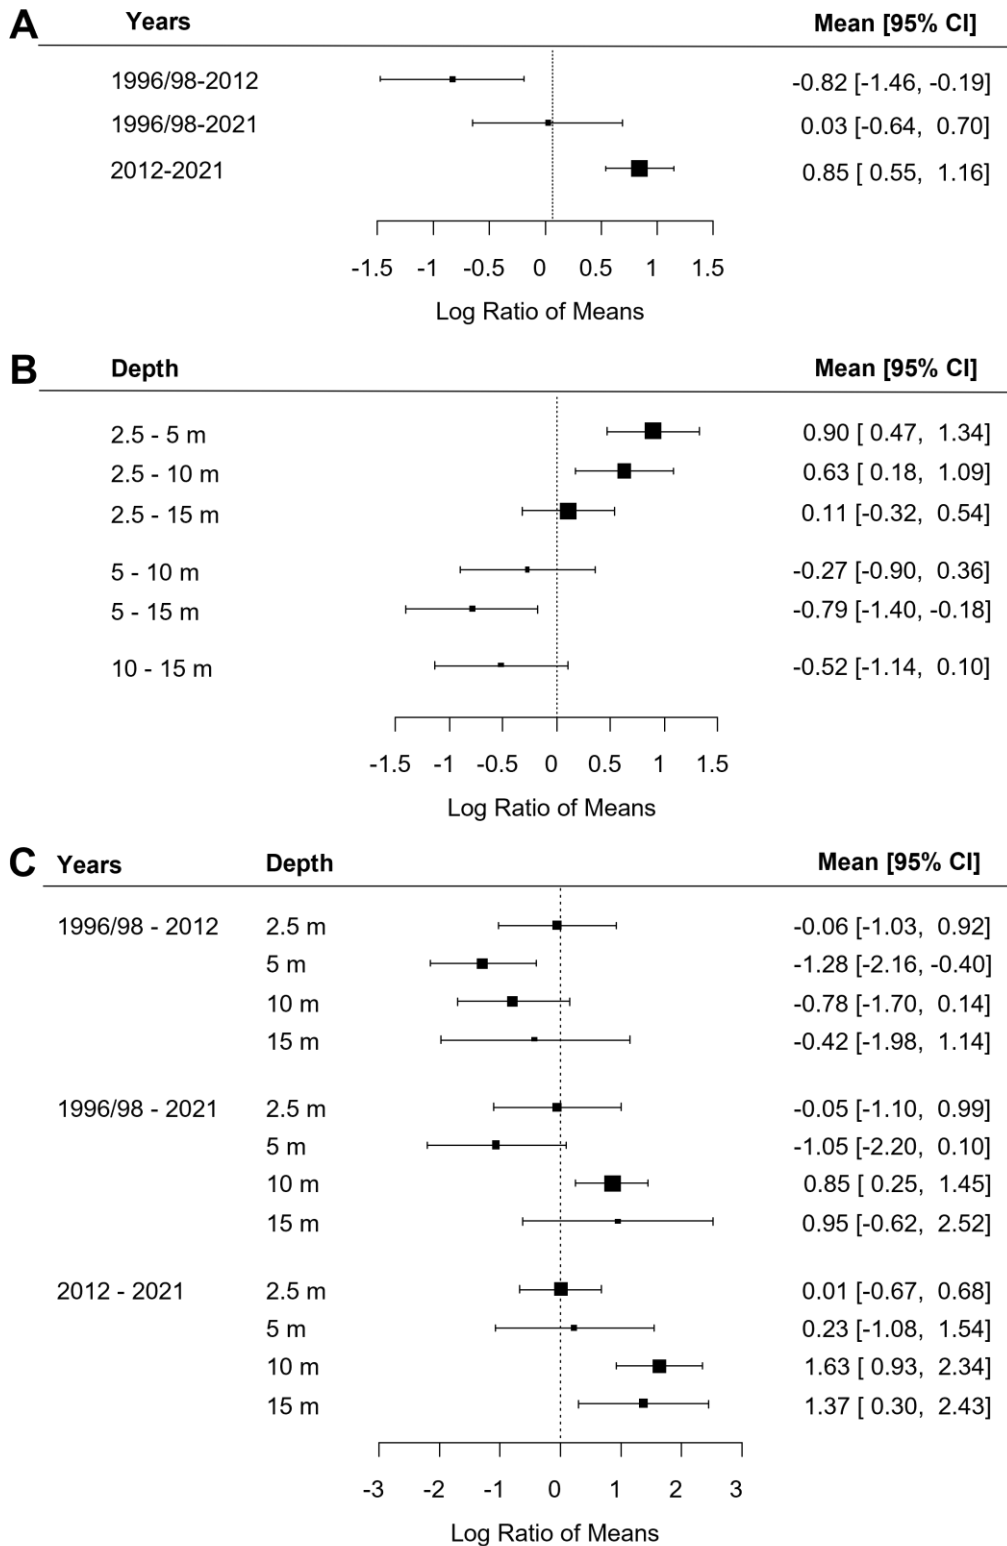 A Years Mean [95% CI]
1996/98-2012 -0.82 [-1.46, -0.19]
1996/98-2021 0.03 [-0.64, 0.70]
2012-2021 0.85 [ 0.55, 1.16]
-1.5 -1 -0.5 0 0.5 1 1.5
Log Ratio of Means
B Depth Mean [95% CI]
2.5 - 5 m 0.90 [ 0.47, 1.34]
2.5 - 10 m 0.63 [ 0.18, 1.09]
2.5 - 15 m 0.11 [-0.32, 0.54]
5 - 10 m -0.27 [-0.90, 0.36]
5 - 15 m -0.79 [-1.40, -0.18]
10 - 15 m -0.52 [-1.14, 0.10]
-1.5 -1 -0.5 0 0.5 1 1.5
Log Ratio of Means
C Years Depth Mean [95% CI]
1996/98 - 2012 2.5 m -0.06 [-1.03, 0.92]
5 m -1.28 [-2.16, -0.40]
10 m -0.78 [-1.70, 0.14]
15 m -0.42 [-1.98, 1.14]
1996/98 - 2021 2.5 m -0.05 [-1.10, 0.99]
5 m -1.05 [-2.20, 0.10]
10 m 0.85 [ 0.25, 1.45]
15 m 0.95 [-0.62, 2.52]
2012 - 2021 2.5 m 0.01 [-0.67, 0.68]
5 m 0.23 [-1.08, 1.54]
10 m 1.63 [ 0.93, 2.34]
15 m 1.37 [ 0.30, 2.43]
-3 -2 -1 0 1 2 3
Log Ratio of Means